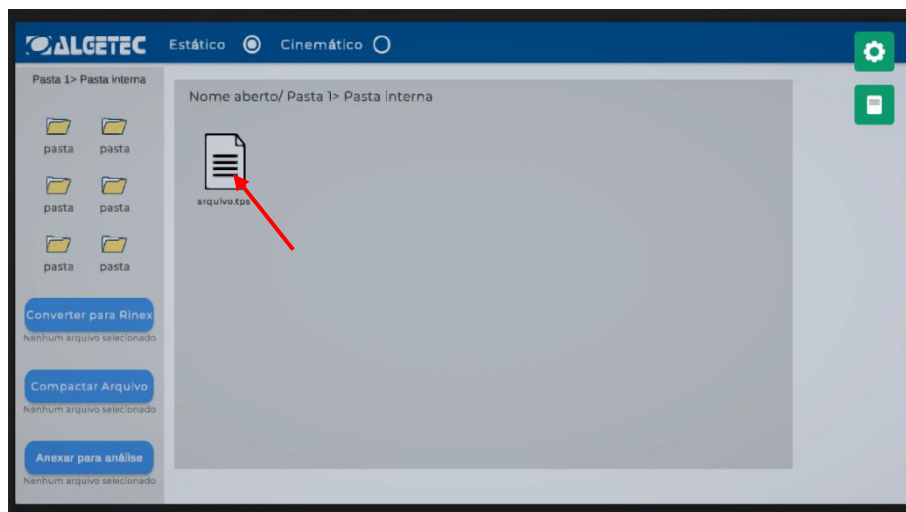 ALGETEC
Estático
Cinemático
Pasta 1> Pasta interna
Nome aberto/ Pasta 1> Pasta interna
pasta pasta
arquivo.tps
pasta pasta
pasta pasta
Converter para Rinex
Nenhum arquivo selecionado
Compactar Arquivo
Nenhum arquivo selecionado
Anexar para análise
Nenhum arquivo selecionado